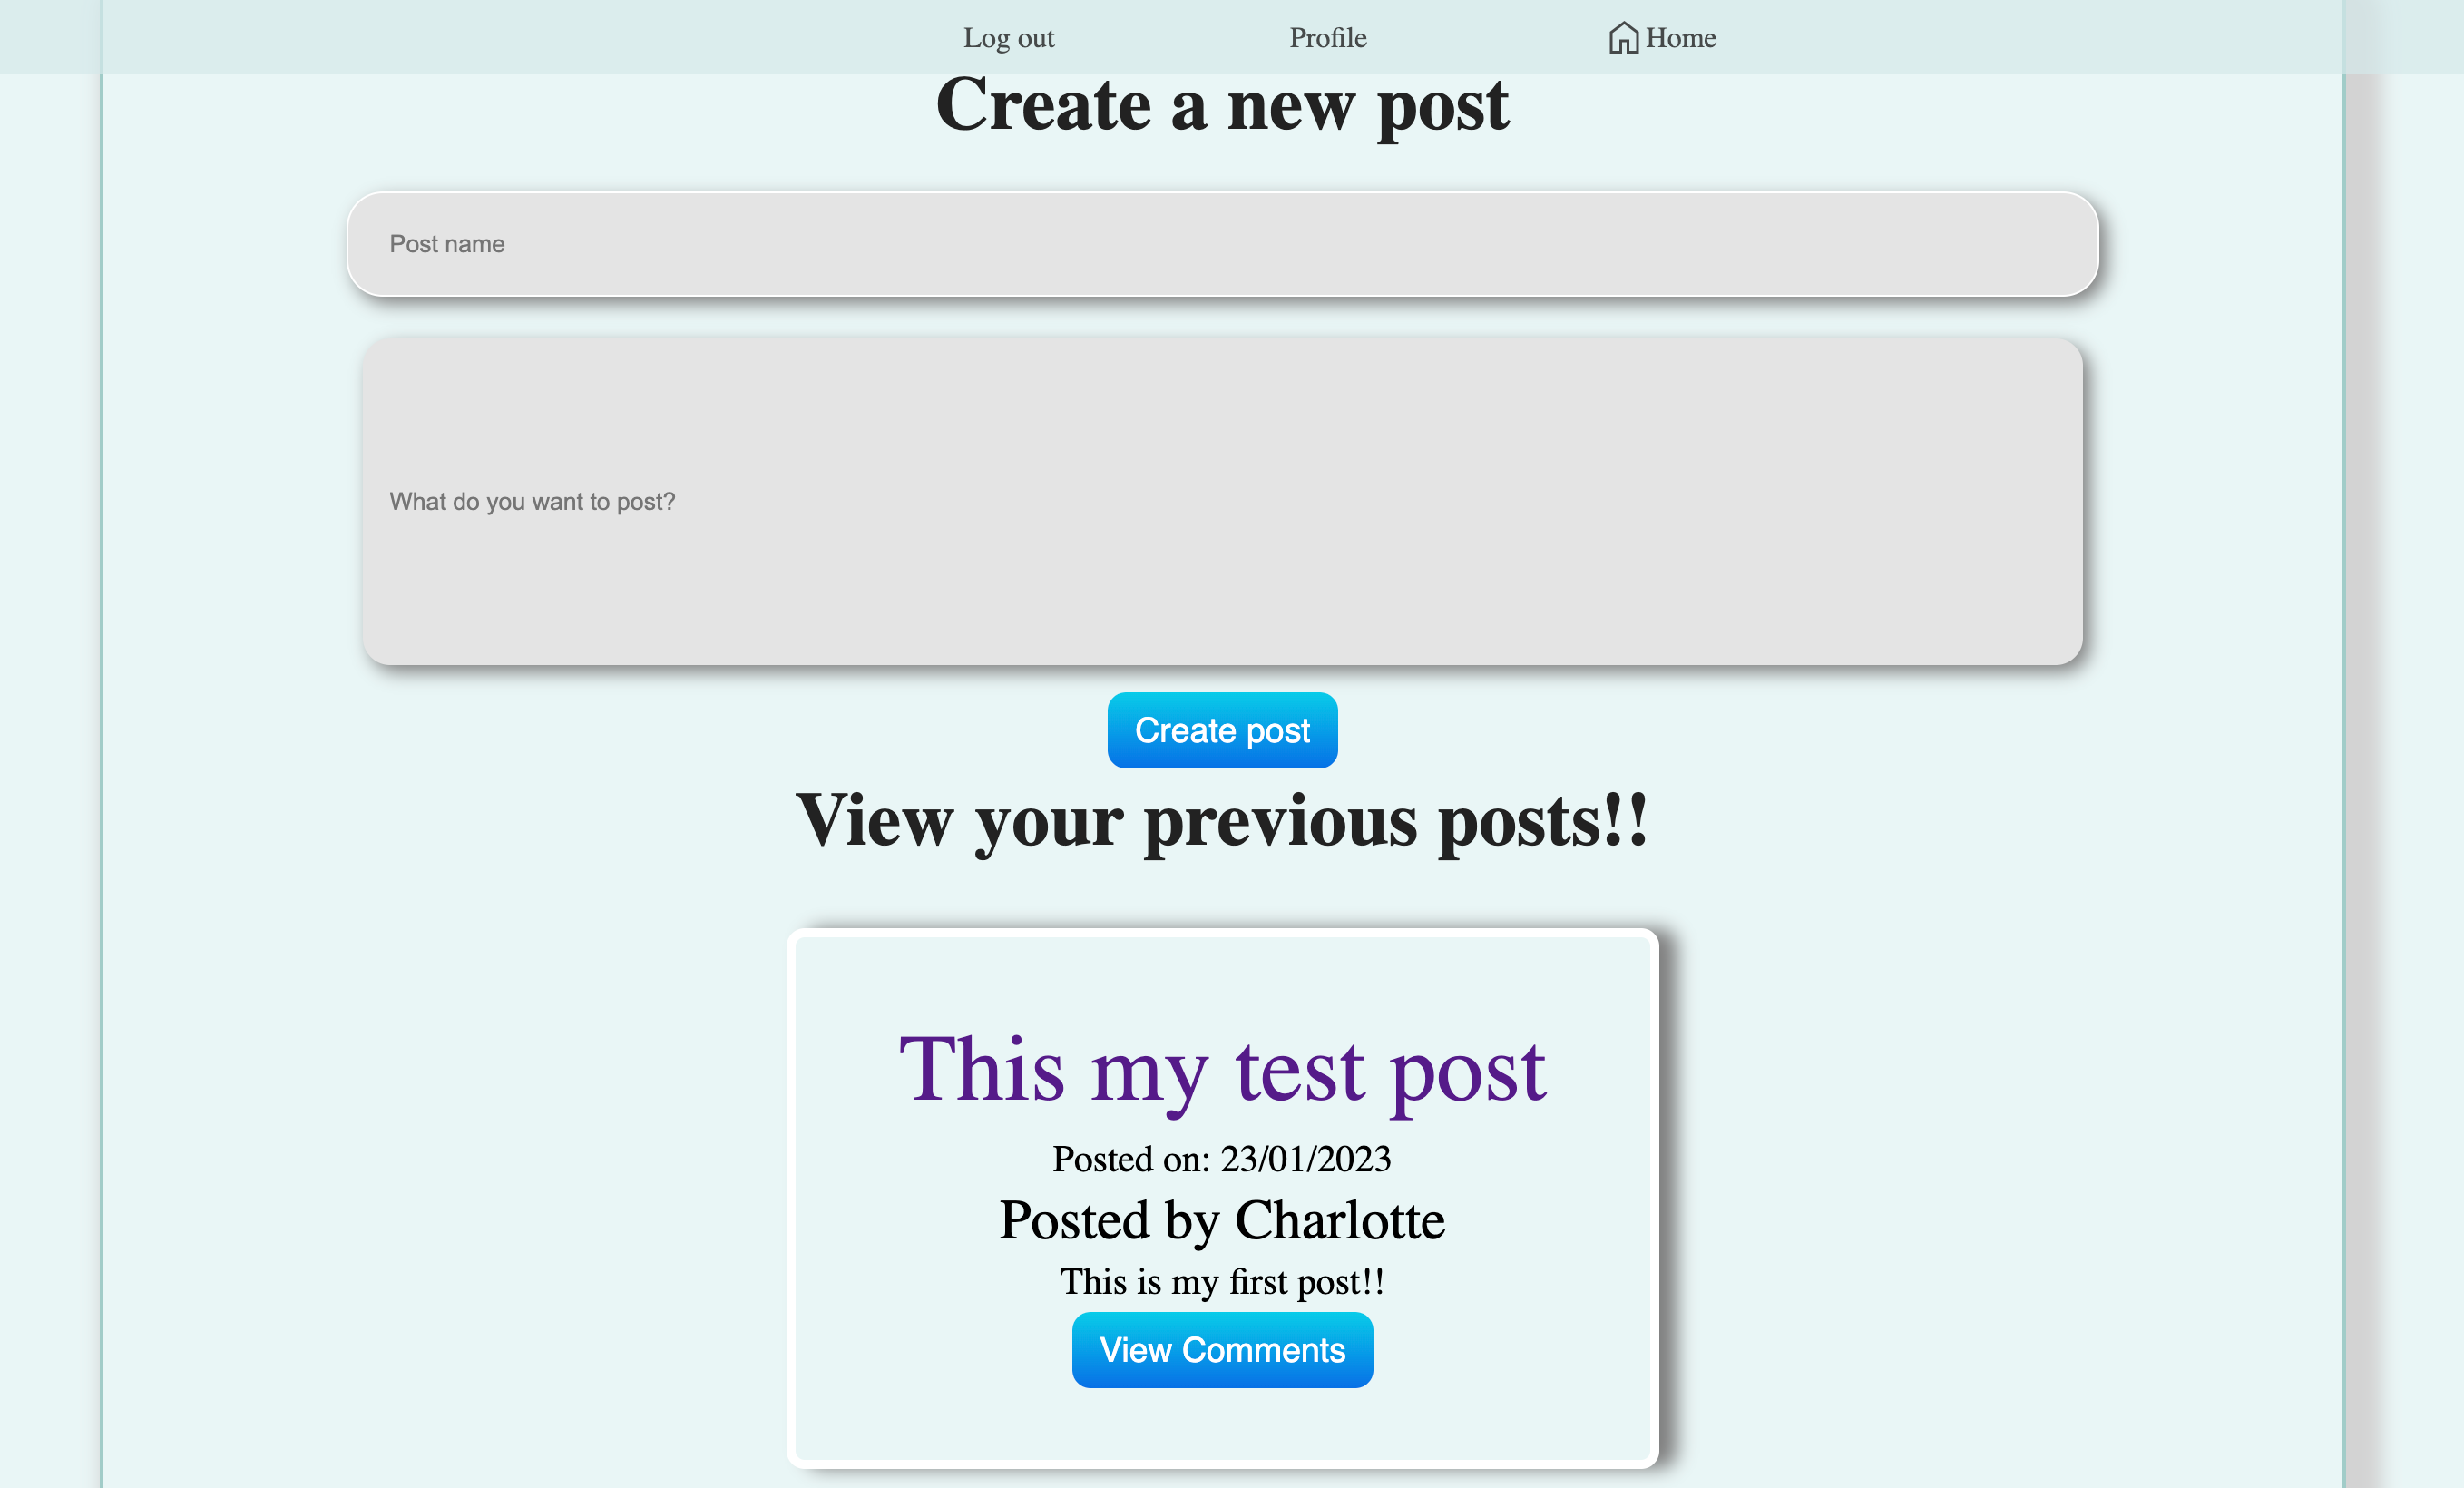 Log out Profile Home
Create a new post
Post name
What do you want to post?
Create post
View your previous posts!!
This my test post
Posted on: 23/01/2023
Posted by Charlotte
This is my first post!!
View Comments